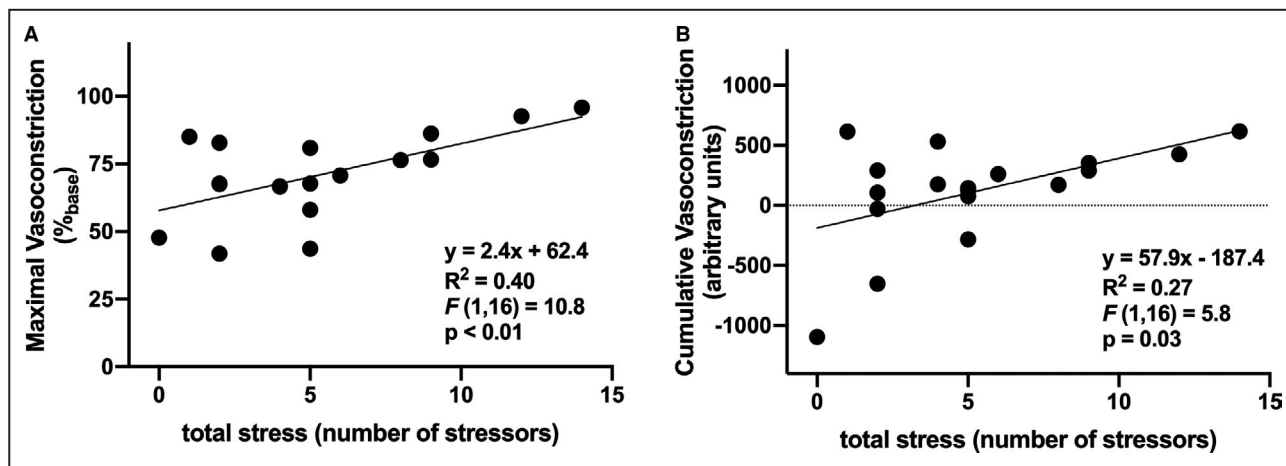 A
Maximal Vasoconstriction
(%base)
100
75
50
25
0
y = 2.4x + 62.4
R² = 0.40
F (1,16) = 10.8
p < 0.01
0 5 10 15
total stress (number of stressors)
B
Cumulative Vasoconstriction
(arbitrary units)
1000
500
0
-500
-1000
y = 57.9x - 187.4
R² = 0.27
F (1,16) = 5.8
p = 0.03
0 5 10 15
total stress (number of stressors)